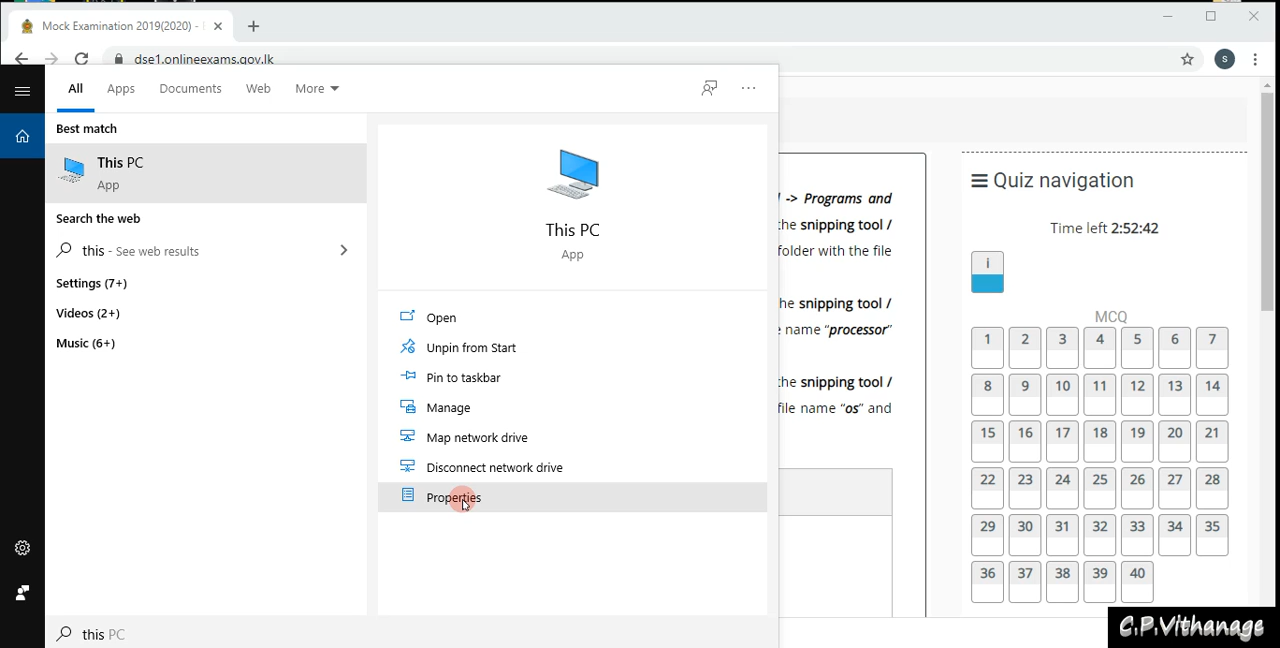 Mock Examination 2019(2020) -
dse1.onlineexams.gov.lk
S
All Apps Documents Web More
Best match
This PC
App
Search the web
this - See web results
Settings (7+)
Videos (2+)
Music (6+)
This PC
App
Open
Unpin from Start
Pin to taskbar
Manage
Map network drive
Disconnect network drive
Properties
this PC
-> Programs and
the snipping tool /
folder with the file
the snipping tool /
name "processor"
the snipping tool /
file name "os" and
Quiz navigation
Time left 2:52:42
i
MCQ
1 2 3 4 5 6 7
8 9 10 11 12 13 14
15 16 17 18 19 20 21
22 23 24 25 26 27 28
29 30 31 32 33 34 35
36 37 38 39 40
C.P.Vithanage